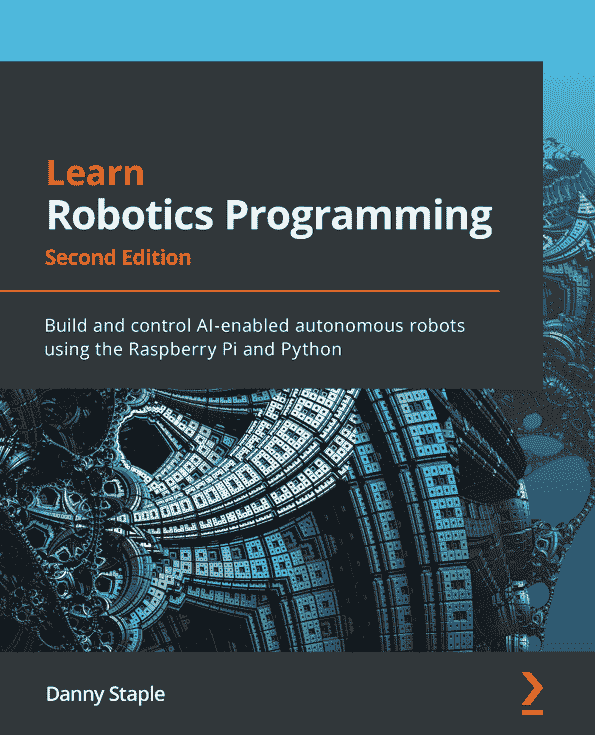 Learn
Robotics Programming
Second Edition
Build and control AI-enabled autonomous robots
using the Raspberry Pi and Python
Danny Staple